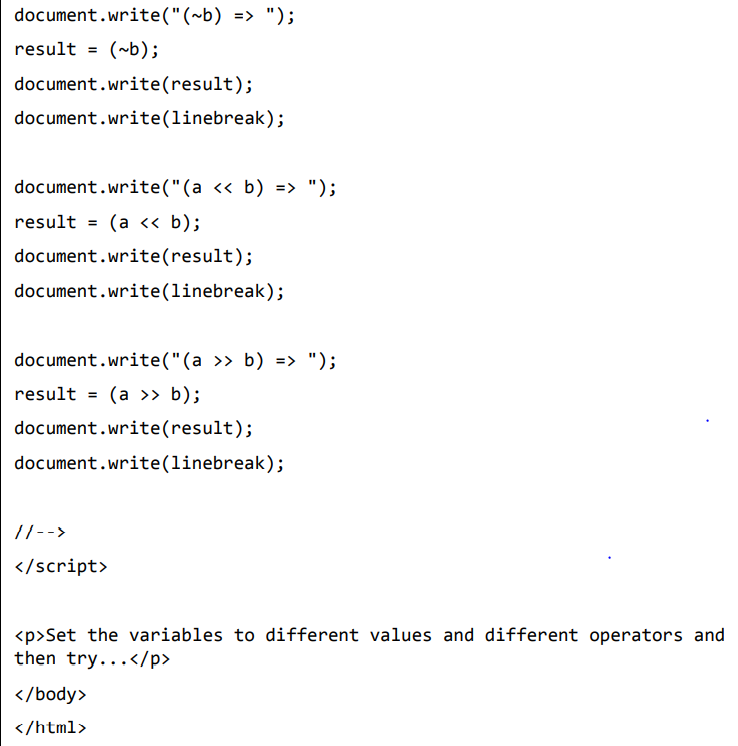 document.write("(~b) => ");
result = (~b);
document.write(result);
document.write(linebreak);
document.write("(a << b) => ");
result = (a << b);
document.write(result);
document.write(linebreak);
document.write("(a >> b) => ");
result = (a >> b);
document.write(result);
document.write(linebreak);
//-->
</script>
<p>Set the variables to different values and different operators and
then try...</p>
</body>
</html>